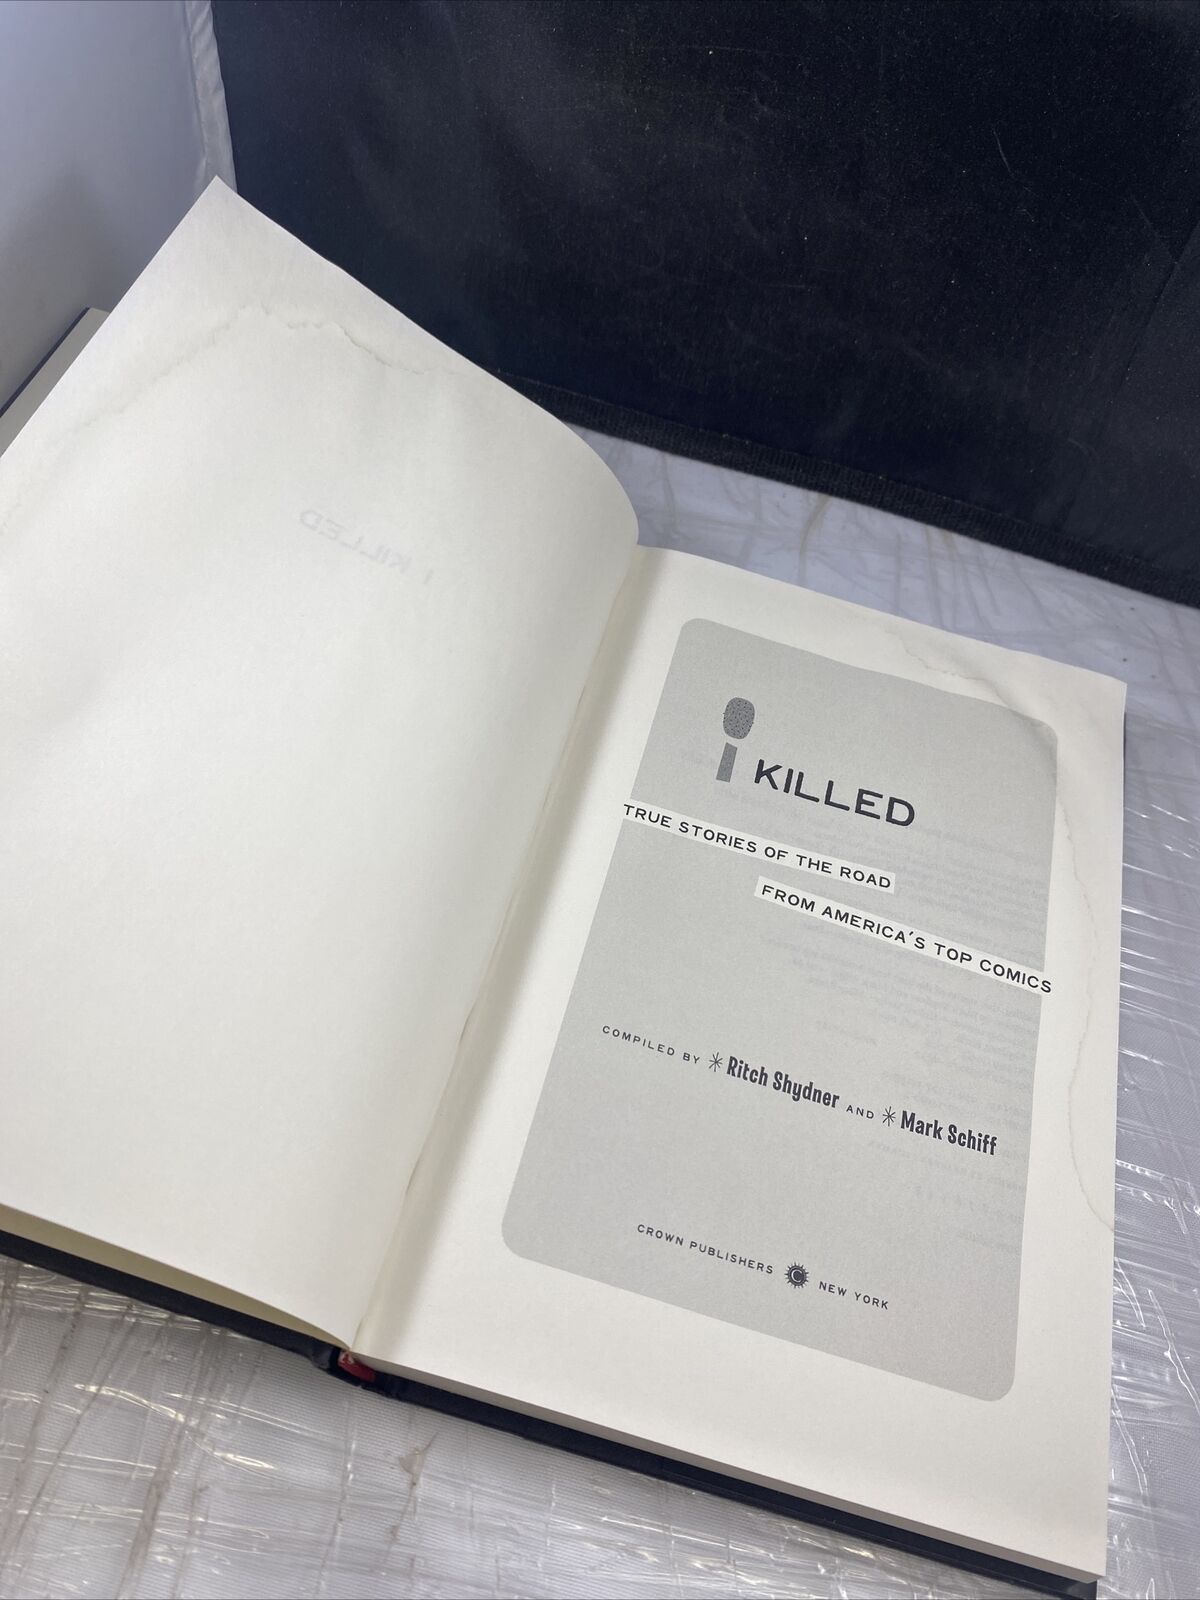 I KILLED
i KILLED
TRUE STORIES OF THE ROAD
FROM AMERICA'S TOP COMICS
COMPILED BY Ritch Shydner AND Mark Schiff
CROWN PUBLISHERS C NEW YORK